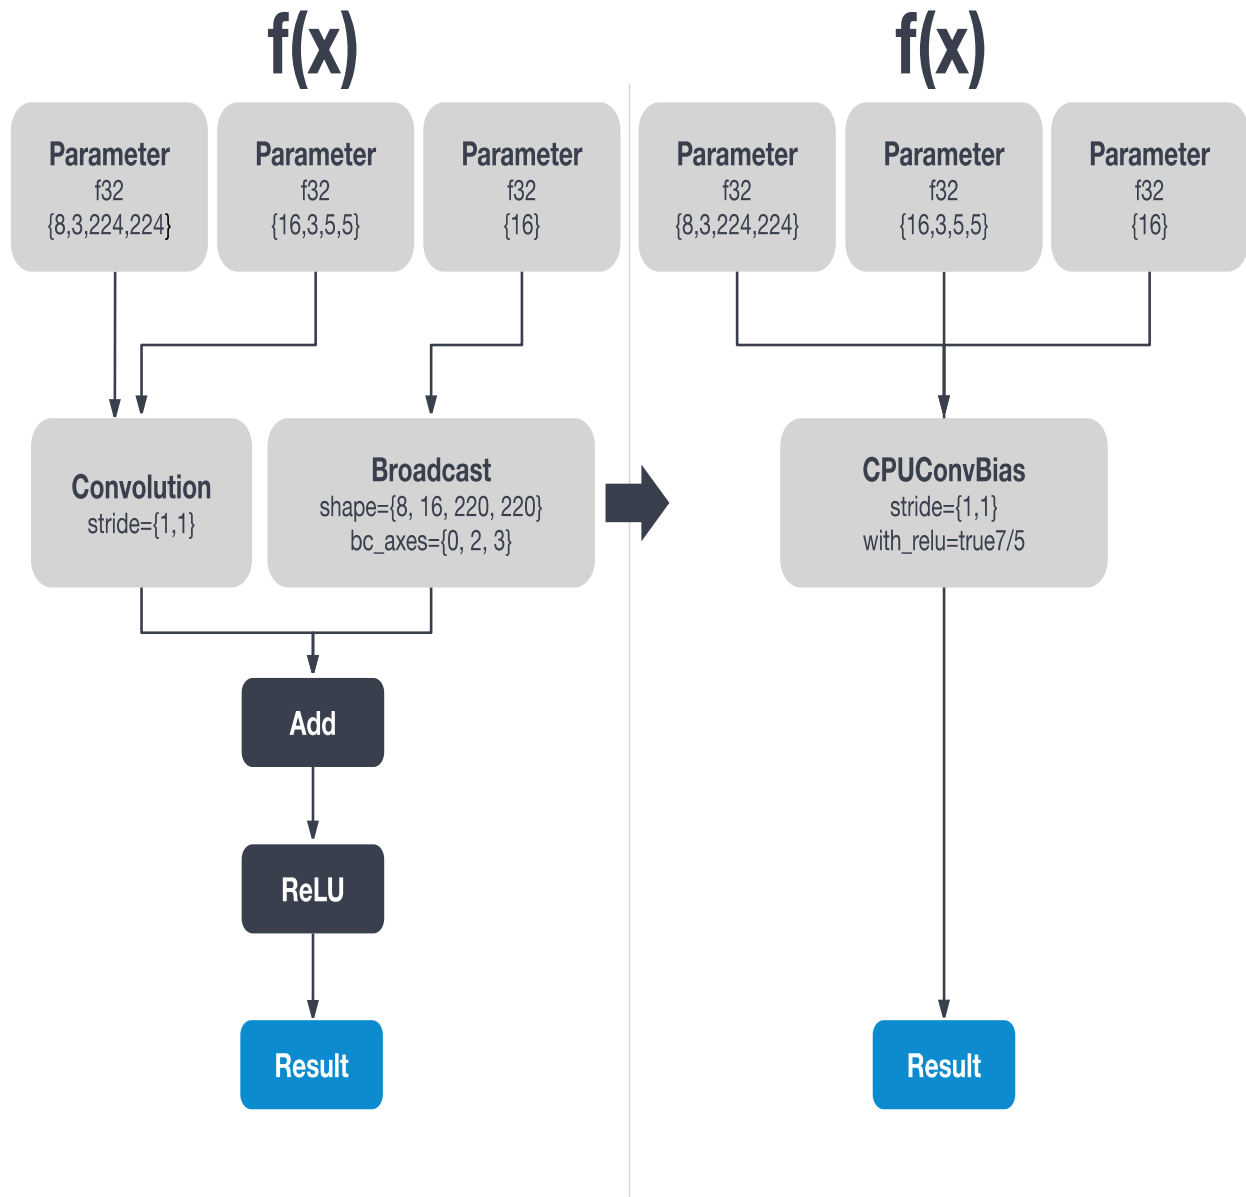 f(x)
Parameter
f32
{8,3,224,224}
Parameter
f32
{16,3,5,5}
Parameter
f32
{16}
Convolution
stride={1,1}
Broadcast
shape={8, 16, 220, 220}
bc_axes={0, 2, 3}
Add
ReLU
Result
f(x)
Parameter
f32
{8,3,224,224}
Parameter
f32
{16,3,5,5}
Parameter
f32
{16}
CPUConvBias
stride={1,1}
with_relu=true7/5
Result